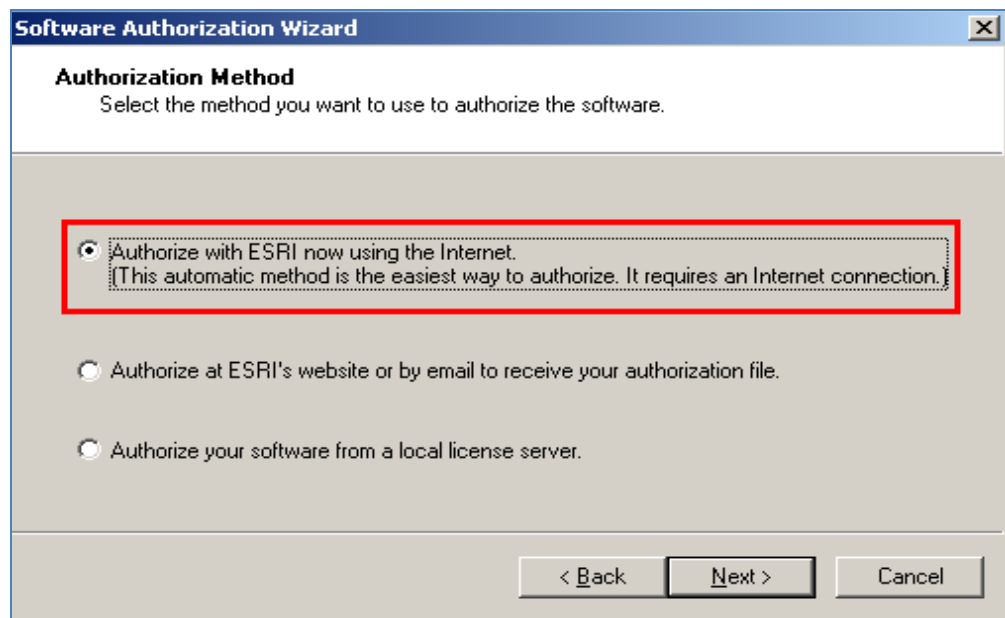 Software Authorization Wizard
Authorization Method
Select the method you want to use to authorize the software.
Authorize with ESRI now using the Internet.
(This automatic method is the easiest way to authorize. It requires an Internet connection.)
Authorize at ESRI's website or by email to receive your authorization file.
Authorize your software from a local license server.
< Back Next > Cancel